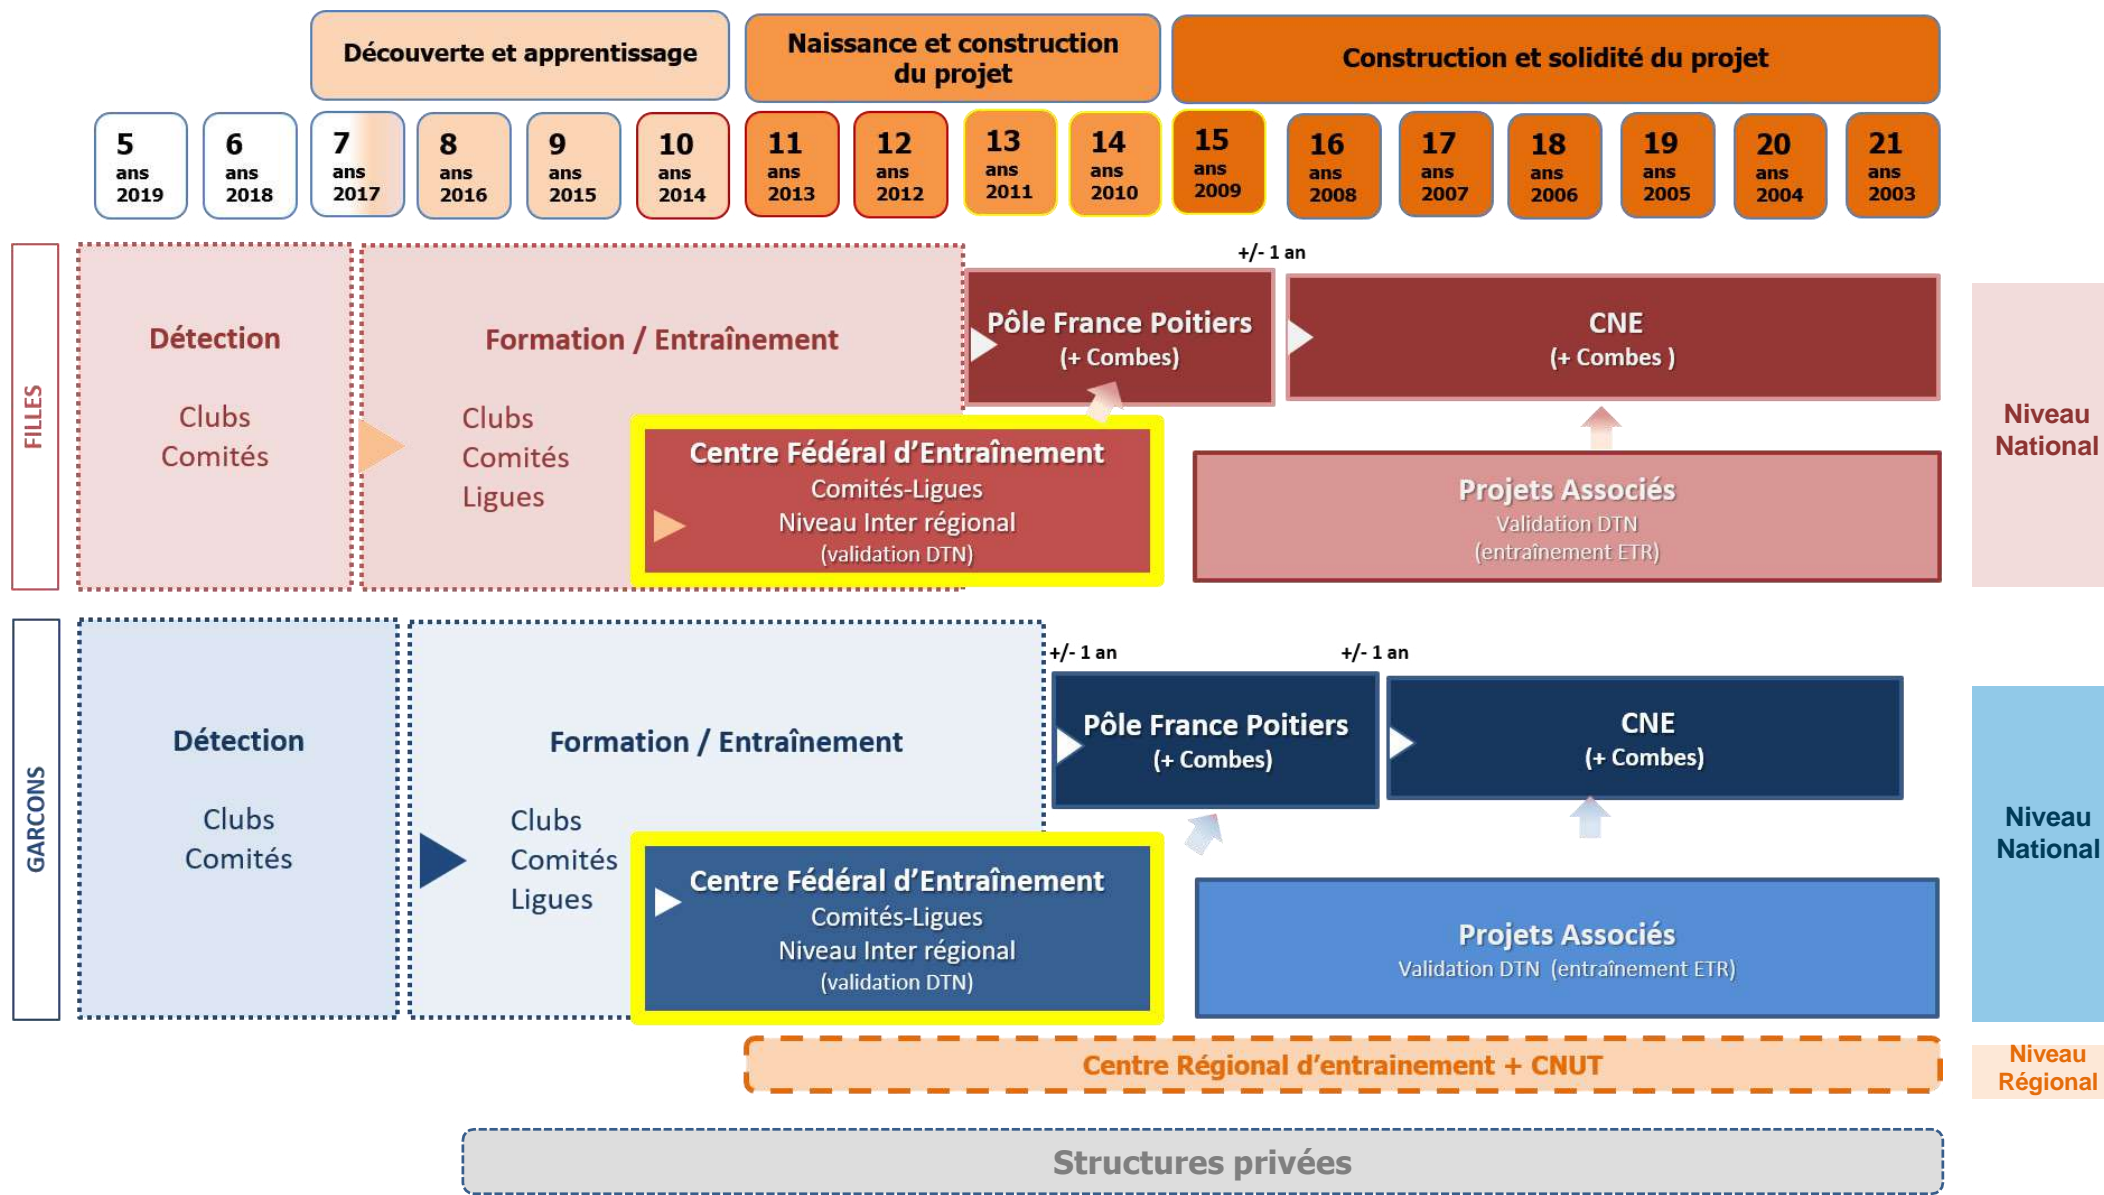 Découverte et apprentissage
Naissance et construction
du projet
Construction et solidité du projet
5
ans
2019
6
ans
2018
7
ans
2017
8
ans
2016
9
ans
2015
10
ans
2014
11
ans
2013
12
ans
2012
13
ans
2011
14
ans
2010
15
ans
2009
16
ans
2008
17
ans
2007
18
ans
2006
19
ans
2005
20
ans
2004
21
ans
2003
FILLES
Détection
Clubs
Comités
Formation / Entraînement
Clubs
Comités
Ligues
Centre Fédéral d'Entraînement
Comités-Ligues
Niveau Inter régional
(validation DTN)
+/- 1 an
Pôle France Poitiers
(+ Combes)
CNE
(+ Combes )
Projets Associés
Validation DTN
(entraînement ETR)
Niveau
National
GARCONS
Détection
Clubs
Comités
Formation / Entraînement
Clubs
Comités
Ligues
Centre Fédéral d'Entraînement
Comités-Ligues
Niveau Inter régional
(validation DTN)
+/- 1 an
+/- 1 an
Pôle France Poitiers
(+ Combes)
CNE
(+ Combes)
Projets Associés
Validation DTN (entraînement ETR)
Niveau
National
Centre Régional d'entrainement + CNUT
Niveau
Régional
Structures privées